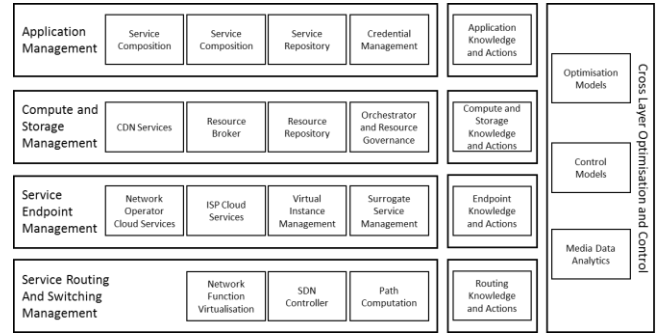 Application
Management
Service
Composition
Service
Composition
Service
Repository
Credential
Management
Application
Knowledge
and Actions
Compute and
Storage
Management
CDN Services
Resource
Broker
Resource
Repository
Orchestrator
and Resource
Governance
Compute and
Storage
Knowledge
and Actions
Service
Endpoint
Management
Network
Operator
Cloud Services
ISP Cloud
Services
Virtual
Instance
Management
Surrogate
Service
Management
Endpoint
Knowledge
and Actions
Service Routing
And Switching
Management
Network
Function
Virtualisation
SDN
Controller
Path
Computation
Routing
Knowledge
and Actions
Optimisation
Models
Control
Models
Media Data
Analytics
Cross Layer Optimisation and Control